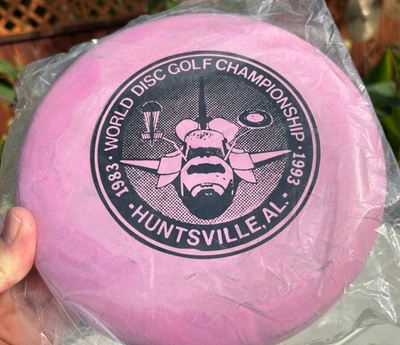 1983 · WORLD DISC GOLF CHAMPIONSHIP · 1993
· HUNTSVILLE, AL. ·